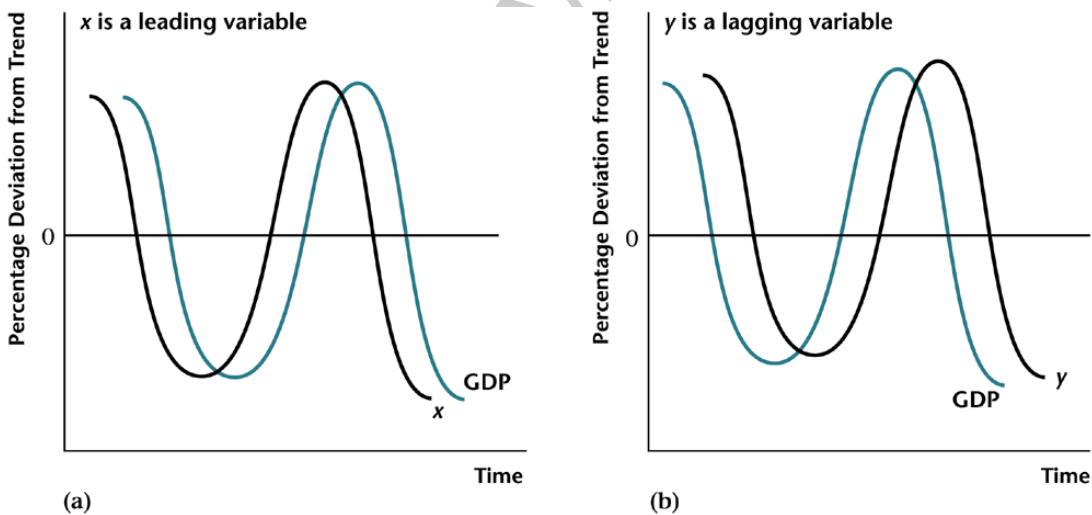 x is a leading variable
Percentage Deviation from Trend
0
GDP
x
Time
(a)
y is a lagging variable
Percentage Deviation from Trend
0
GDP
y
Time
(b)